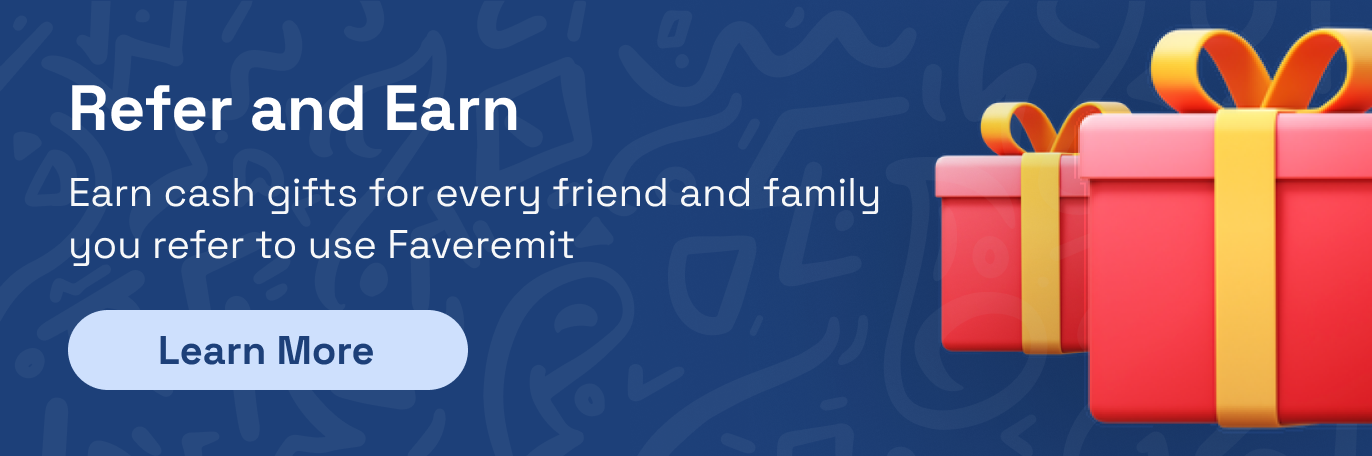 Refer and Earn
Earn cash gifts for every friend and family
you refer to use Faveremit
Learn More